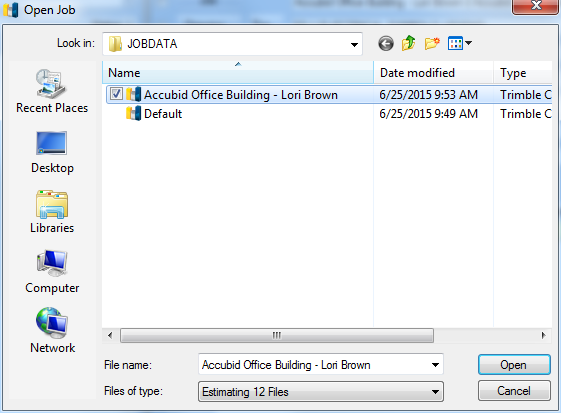 Open Job
Look in: JOBDATA
Name Date modified Type
Accubid Office Building - Lori Brown 6/25/2015 9:53 AM Trimble C
Default 6/25/2015 9:49 AM Trimble C
Recent Places
Desktop
Libraries
Computer
Network
File name: Accubid Office Building - Lori Brown Open
Files of type: Estimating 12 Files Cancel